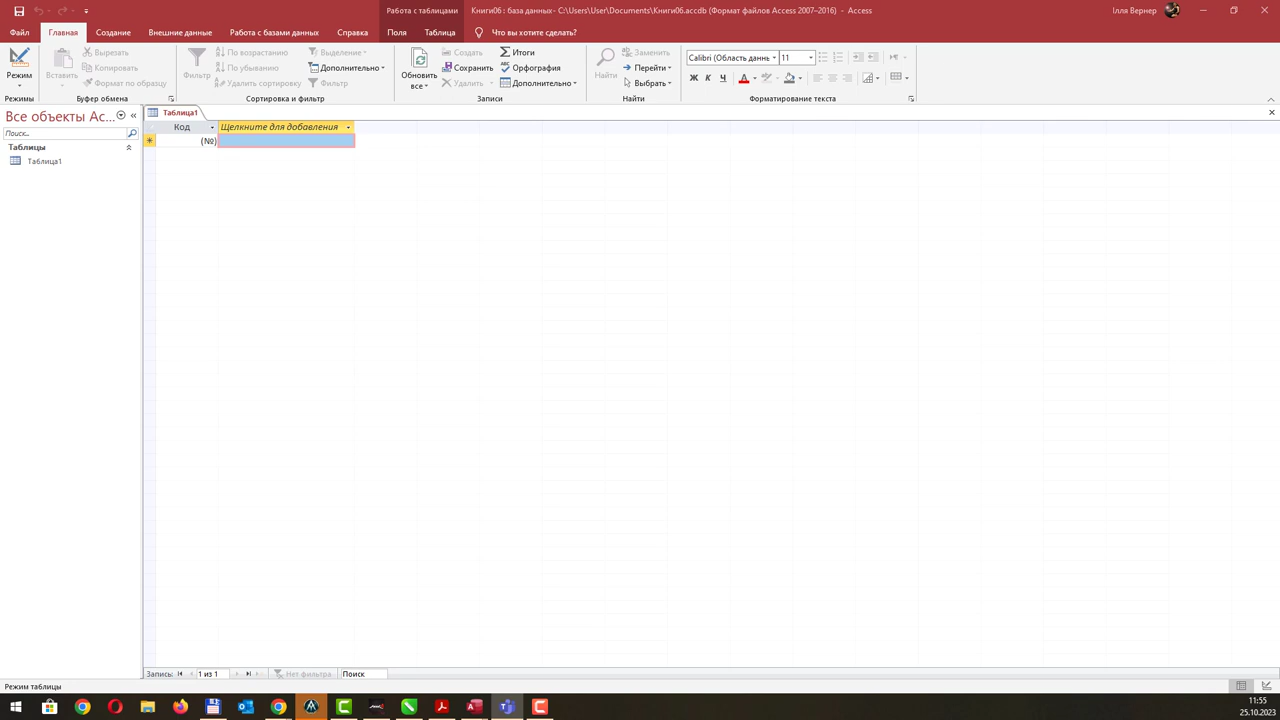 Работа с таблицами
Книги06 : база данных- C:\Users\User\Documents\Книги06.accdb (Формат файлов Access 2007–2016) - Access
Ілля Вернер
Файл Главная Создание Внешние данные Работа с базами данных Справка Поля Таблица Что вы хотите сделать?
Режим
Режимы
Вставить
Вырезать
Копировать
Формат по образцу
Буфер обмена
Фильтр
По возрастанию
По убыванию
Удалить сортировку
Выделение
Дополнительно
Фильтр
Сортировка и фильтр
Обновить
все
Создать
Сохранить
Удалить
Итоги
Орфография
Дополнительно
Записи
Найти
Заменить
Перейти
Выбрать
Найти
Calibri (Область данн 11
Ж К Ч
Форматирование текста
Все объекты Ac...
Поиск..
Таблицы
Таблица1
Таблица1
Код Щелкните для добавления
(№)
Запись: 1 из 1 Нет фильтра Поиск
Режим таблицы
11:55
25.10.2023